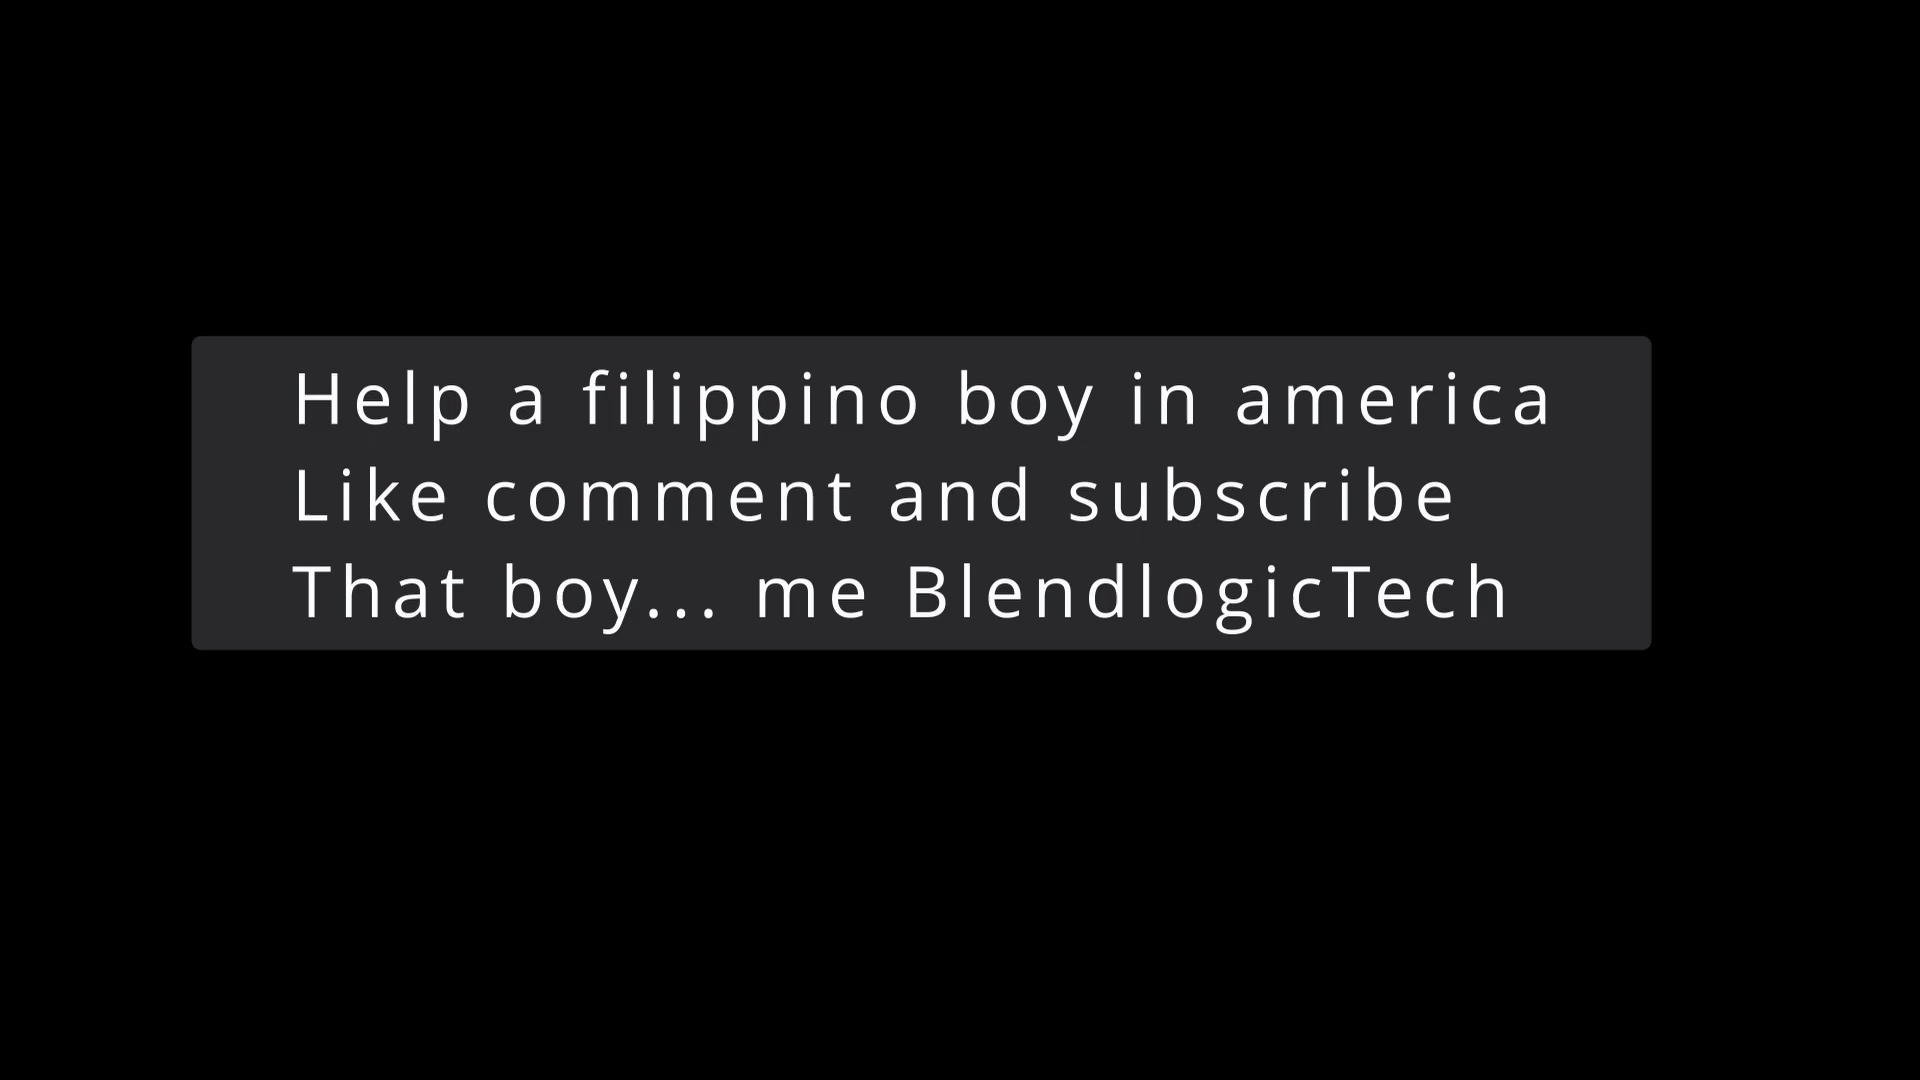 Help a filippino boy in america
Like comment and subscribe
That boy... me BlendlogicTech